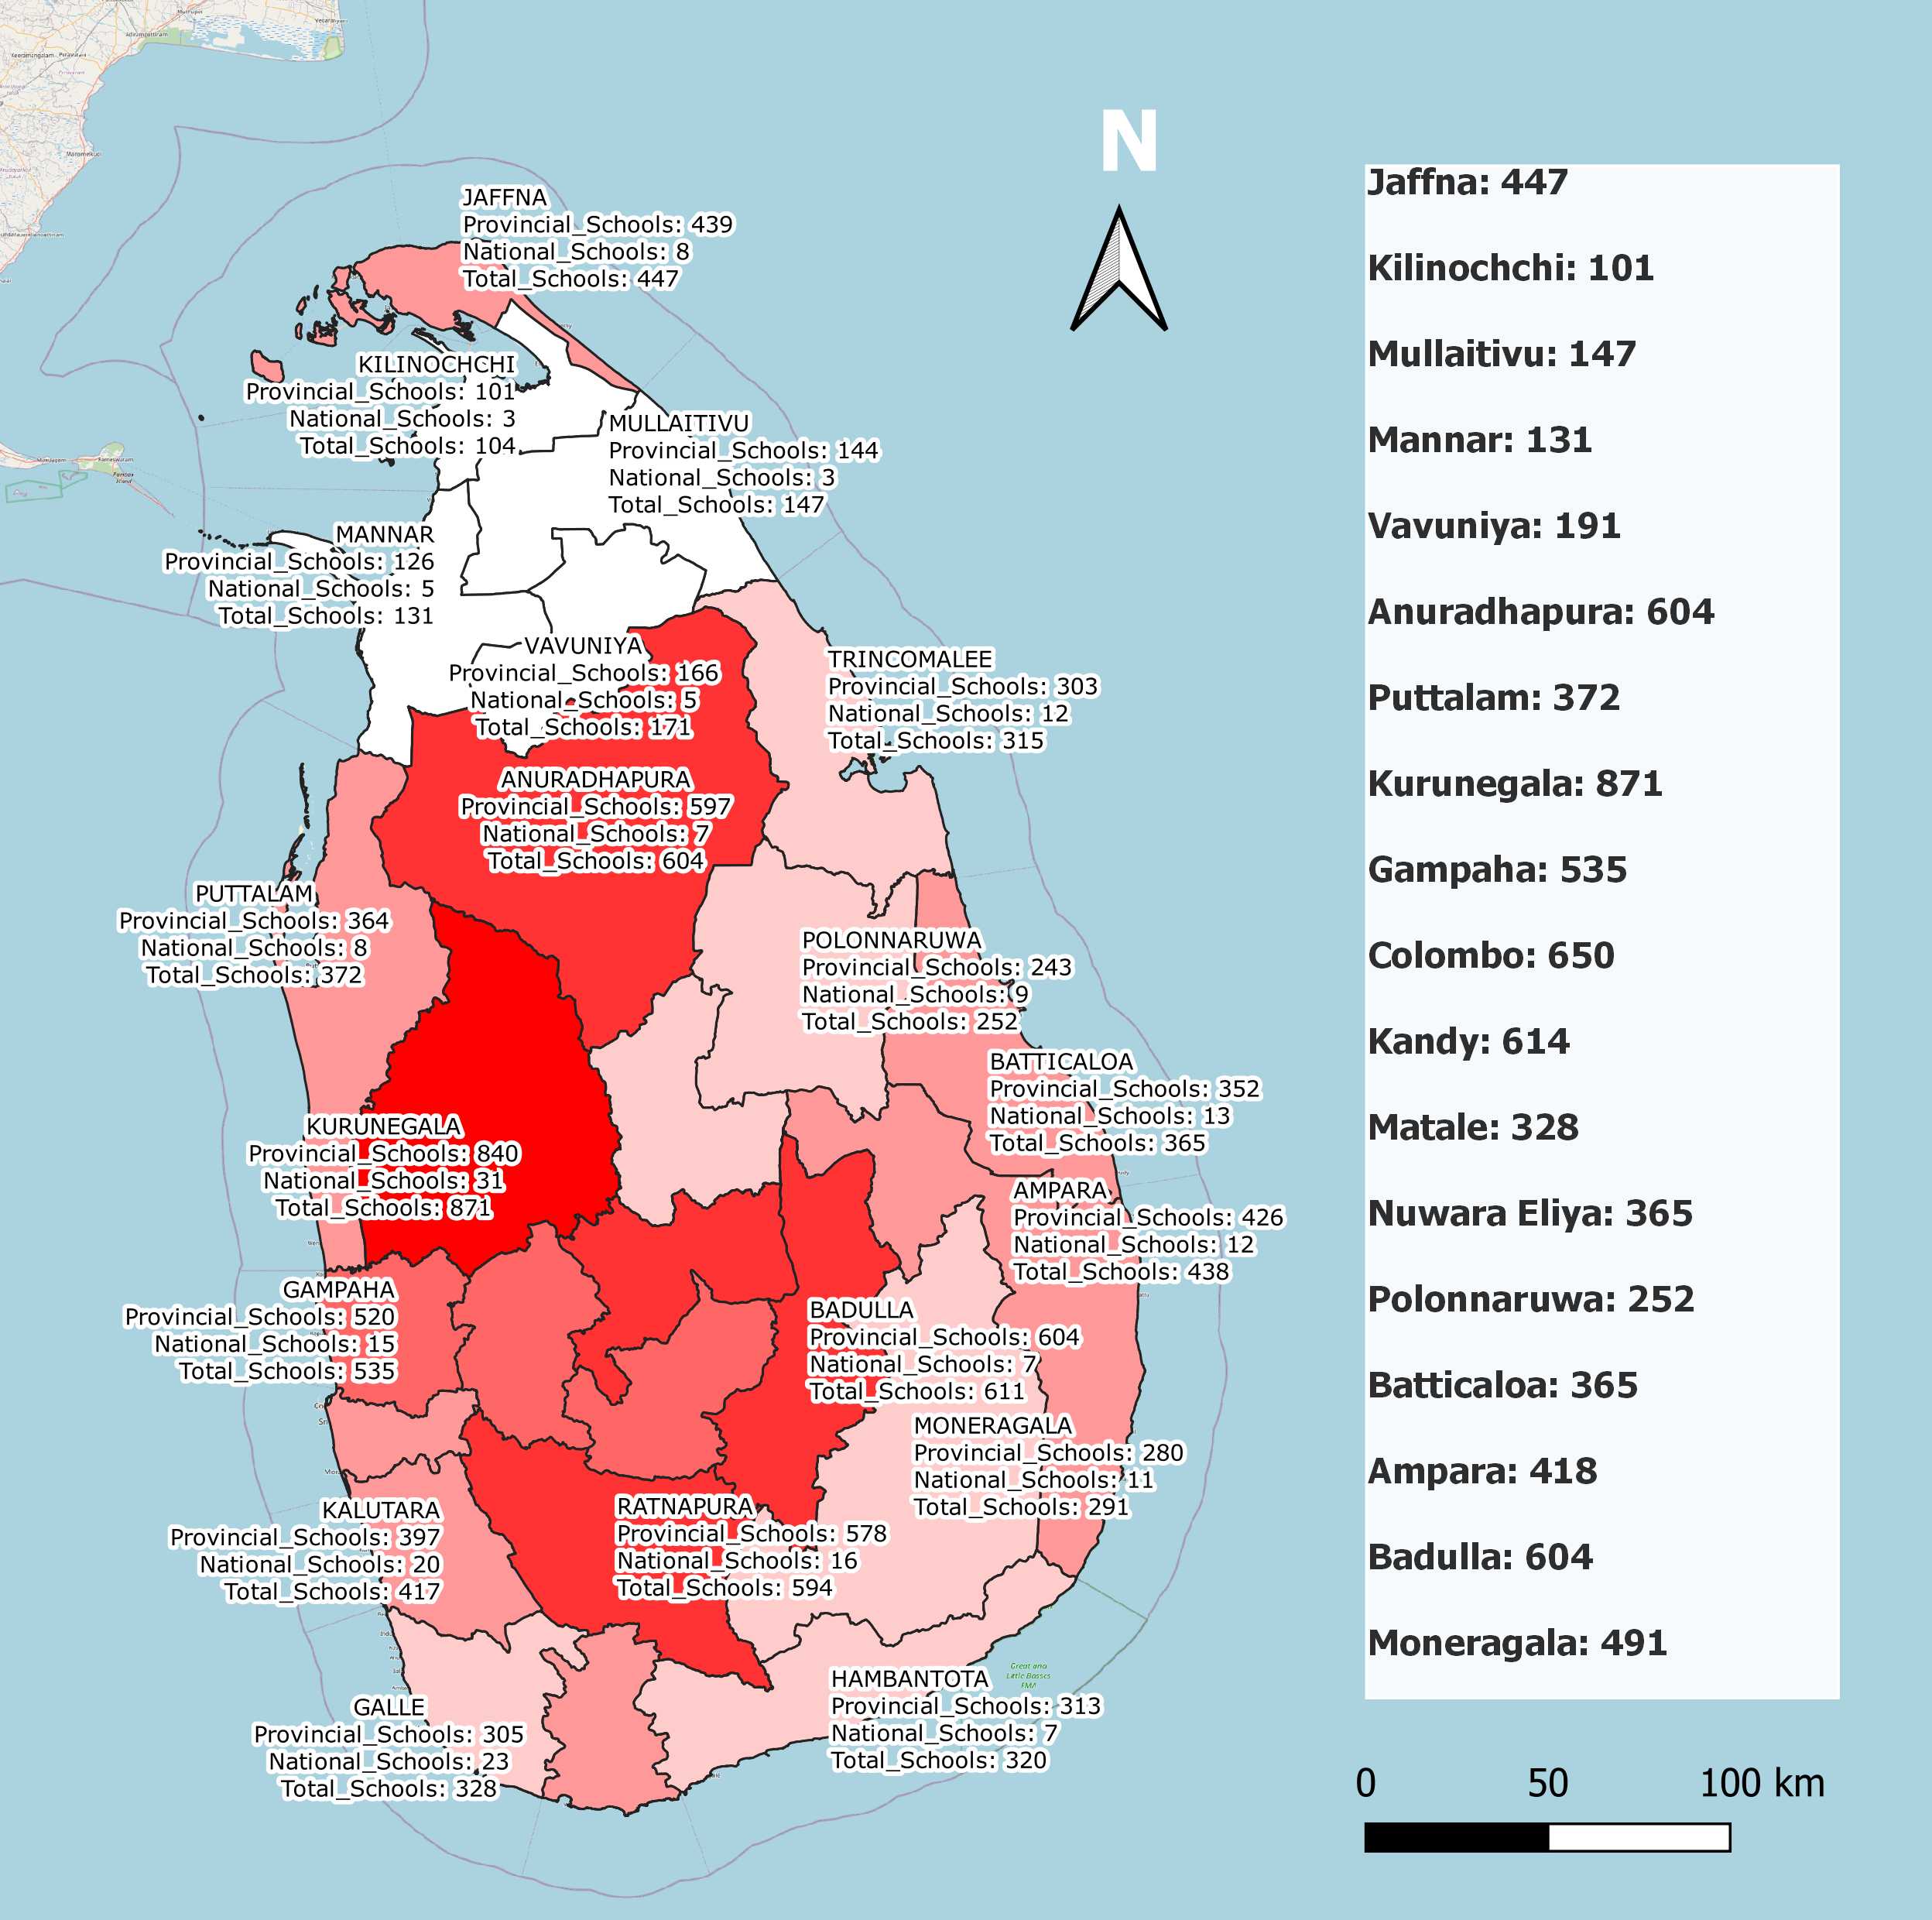 N
JAFFNA
Provincial_Schools: 439
National_Schools: 8
Total_Schools: 447
KILINOCHCHI
Provincial_Schools: 101
National_Schools: 3
Total_Schools: 104
MULLAITIVU
Provincial_Schools: 144
National_Schools: 3
Total_Schools: 147
MANNAR
Provincial_Schools: 126
National_Schools: 5
Total_Schools: 131
VAVUNIYA
Provincial_Schools: 166
National_Schools: 5
Total_Schools: 171
TRINCOMALEE
Provincial_Schools: 303
National_Schools: 12
Total_Schools: 315
ANURADHAPURA
Provincial_Schools: 597
National_Schools: 7
Total_Schools: 604
PUTTALAM
Provincial_Schools: 364
National_Schools: 8
Total_Schools: 372
POLONNARUWA
Provincial_Schools: 243
National_Schools: 9
Total_Schools: 252
BATTICALOA
Provincial_Schools: 352
National_Schools: 13
Total_Schools: 365
KURUNEGALA
Provincial_Schools: 840
National_Schools: 31
Total_Schools: 871
AMPARA
Provincial_Schools: 426
National_Schools: 12
Total_Schools: 438
GAMPAHA
Provincial_Schools: 520
National_Schools: 15
Total_Schools: 535
BADULLA
Provincial_Schools: 604
National_Schools: 7
Total_Schools: 611
MONERAGALA
Provincial_Schools: 280
National_Schools: 11
Total_Schools: 291
KALUTARA
Provincial_Schools: 397
National_Schools: 20
Total_Schools: 417
RATNAPURA
Provincial_Schools: 578
National_Schools: 16
Total_Schools: 594
GALLE
Provincial_Schools: 305
National_Schools: 23
Total_Schools: 328
HAMBANTOTA
Provincial_Schools: 313
National_Schools: 7
Total_Schools: 320
Great and
Little Basses
FMA
Jaffna: 447
Kilinochchi: 101
Mullaitivu: 147
Mannar: 131
Vavuniya: 191
Anuradhapura: 604
Puttalam: 372
Kurunegala: 871
Gampaha: 535
Colombo: 650
Kandy: 614
Matale: 328
Nuwara Eliya: 365
Polonnaruwa: 252
Batticaloa: 365
Ampara: 418
Badulla: 604
Moneragala: 491
0 50 100 km